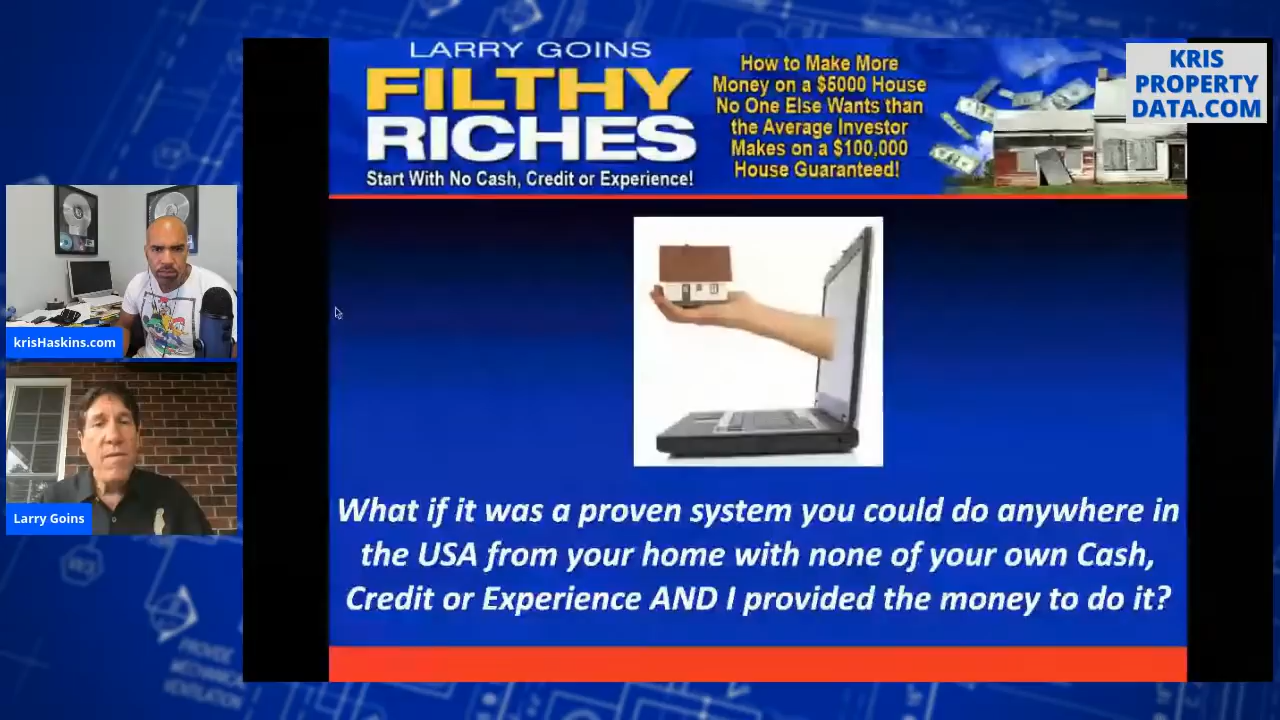 LARRY GOINS
FILTHY
RICHES
Start With No Cash, Credit or Experience!
How to Make More
Money on a $5000 House
No One Else Wants than
the Average Investor
Makes on a $100,000
House Guaranteed!
KRIS
PROPERTY
DATA.COM
krisHaskins.com
Larry Goins
What if it was a proven system you could do anywhere in
the USA from your home with none of your own Cash,
Credit or Experience AND I provided the money to do it?
PROVIDE
MECHANICAL
VENTILATION